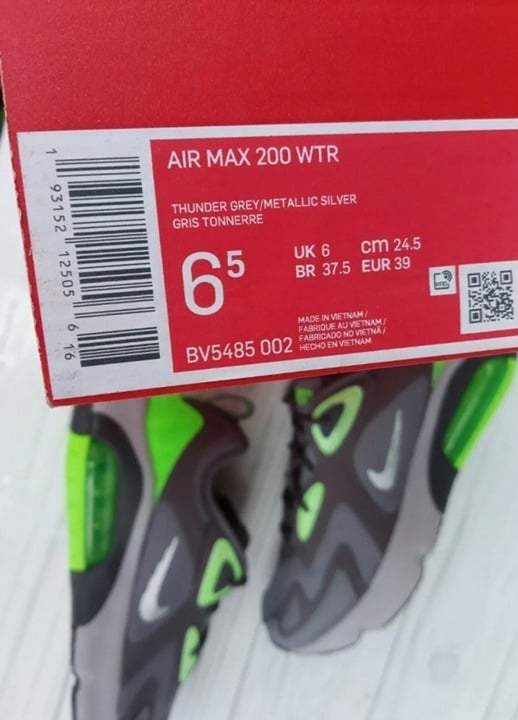 AIR MAX 200 WTR
THUNDER GREY/METALLIC SILVER
GRIS TONNERRE
6⁵
UK 6 cm 24.5
BR 37.5 EUR 39
BV5485 002
MADE IN VIETNAM /
FABRIQUE AU VIETNAM /
FABRICADO NO VIETNÃ /
HECHO EN VIETNAM
1 93152 12505 6 16